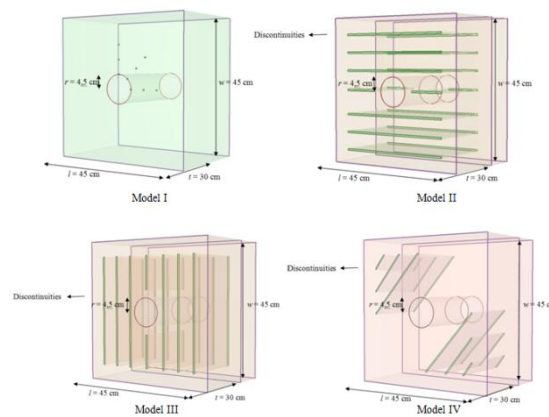 r = 4,5 cm
w = 45 cm
l = 45 cm
t = 30 cm
Model I
Discontinuities
r = 4,5 cm
w = 45 cm
l = 45 cm
t = 30 cm
Model II
Discontinuities
r = 4,5 cm
w = 45 cm
l = 45 cm
t = 30 cm
Model III
Discontinuities
r = 4,5 cm
w = 45 cm
l = 45 cm
t = 30 cm
Model IV